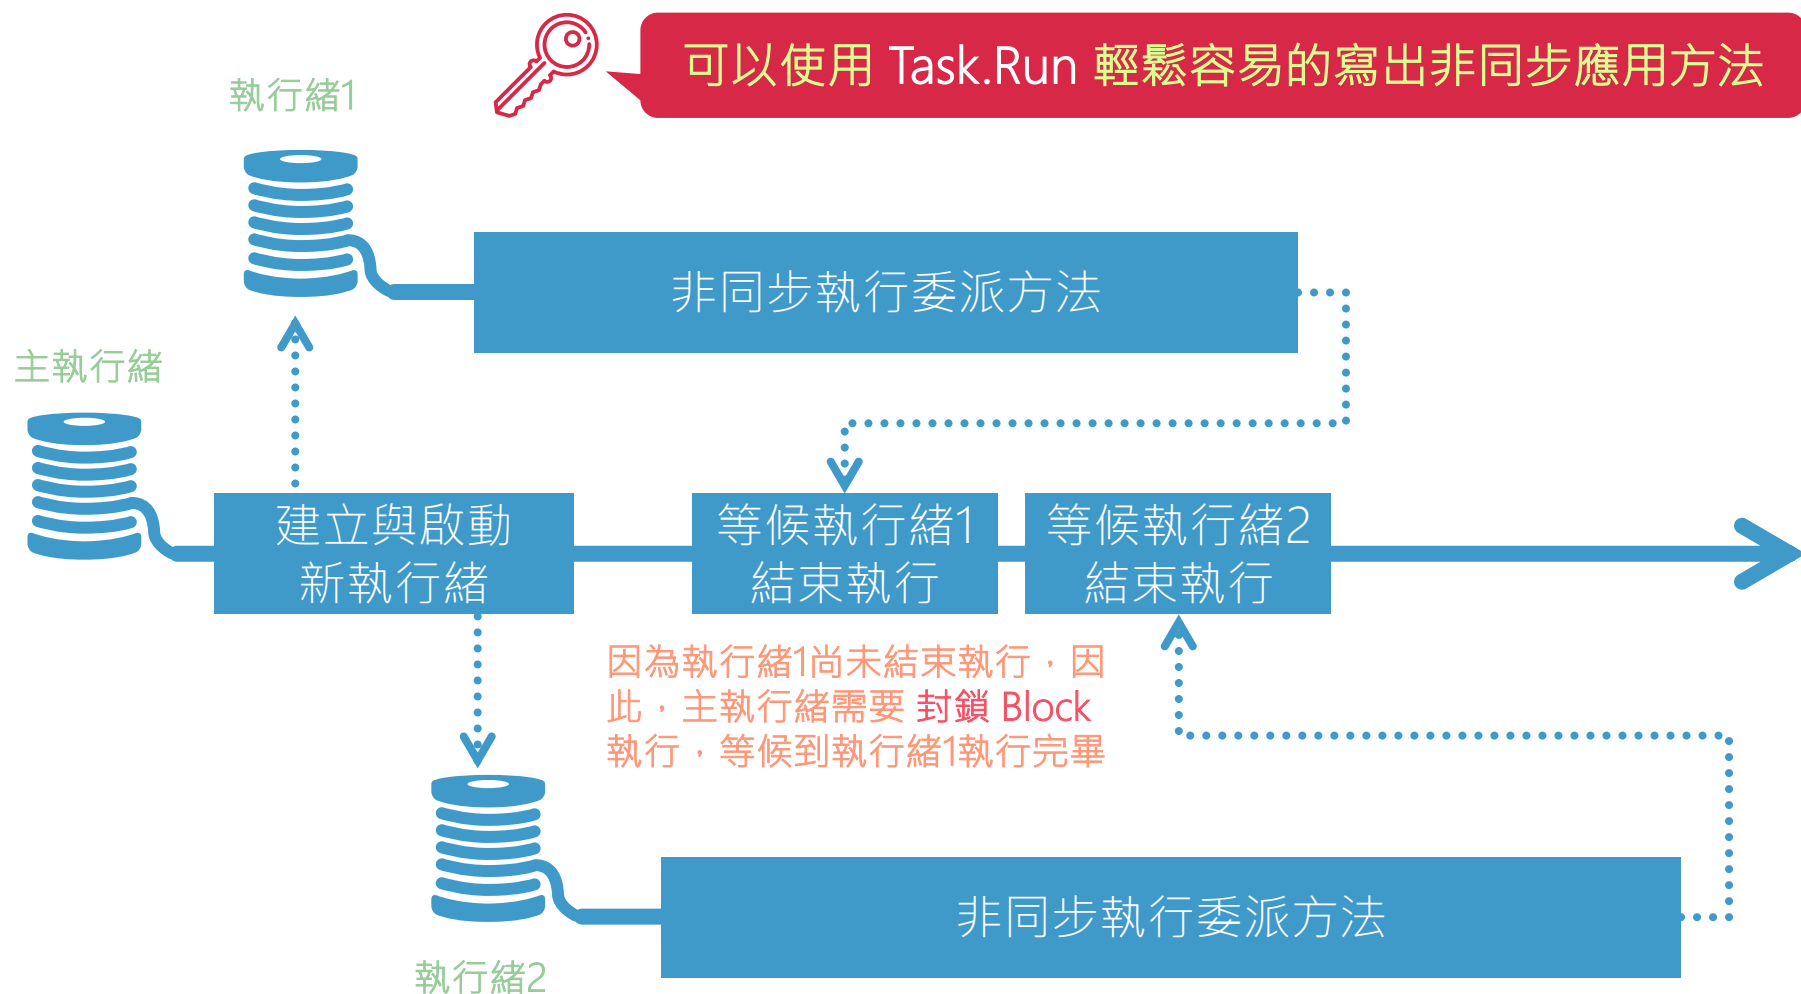 可以使用 Task.Run 輕鬆容易的寫出非同步應用方法
執行緒1
非同步執行委派方法
主執行緒
建立與啟動
新執行緒
等候執行緒1
結束執行
等候執行緒2
結束執行
因為執行緒1尚未結束執行，因
此，主執行緒需要 封鎖 Block
執行，等候到執行緒1執行完畢
非同步執行委派方法
執行緒2